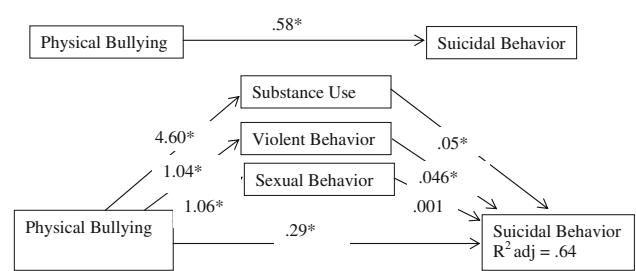 .58*
Physical Bullying
Suicidal Behavior
Substance Use
4.60*
Violent Behavior
.05*
1.04*
Sexual Behavior
.046*
1.06*
.001
Physical Bullying
.29*
Suicidal Behavior
R² adj = .64